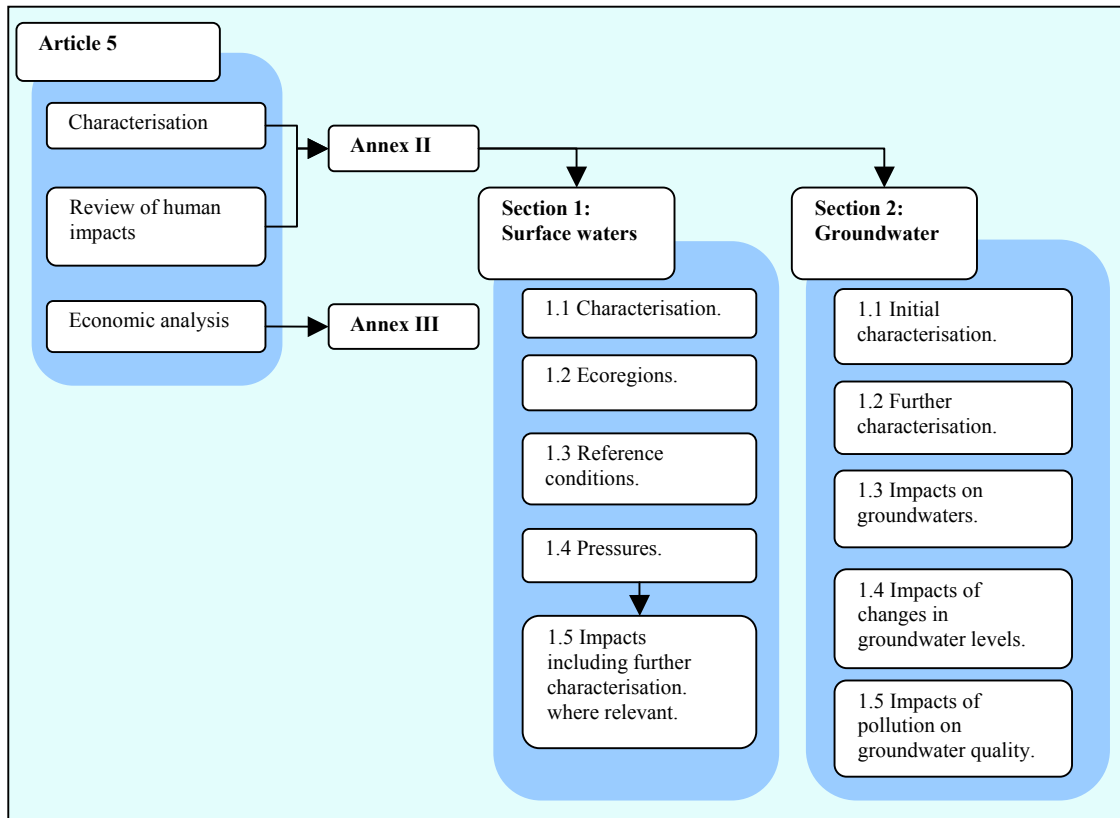 Article 5
Characterisation
Review of human
impacts
Economic analysis
Annex II
Annex III
Section 1:
Surface waters
1.1 Characterisation.
1.2 Ecoregions.
1.3 Reference
conditions.
1.4 Pressures.
1.5 Impacts
including further
characterisation.
where relevant.
Section 2:
Groundwater
1.1 Initial
characterisation.
1.2 Further
characterisation.
1.3 Impacts on
groundwaters.
1.4 Impacts of
changes in
groundwater levels.
1.5 Impacts of
pollution on
groundwater quality.